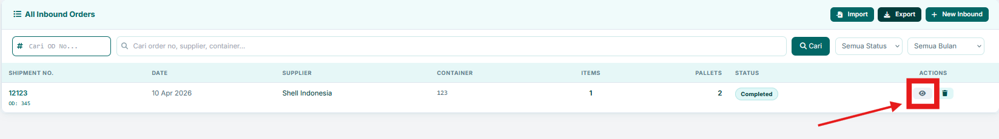 All Inbound Orders
Import
Export
+ New Inbound
# Cari OD No...
Cari order no, supplier, container...
Cari
Semua Status
Semua Bulan
SHIPMENT NO. DATE SUPPLIER CONTAINER ITEMS PALLETS STATUS ACTIONS
12123 10 Apr 2026 Shell Indonesia 123 1 2 Completed
OD: 345